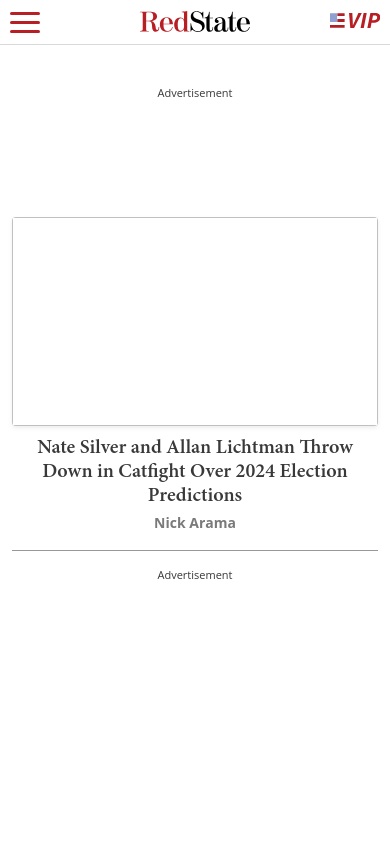 RedState
VIP
Advertisement
Nate Silver and Allan Lichtman Throw
Down in Catfight Over 2024 Election
Predictions
Nick Arama
Advertisement